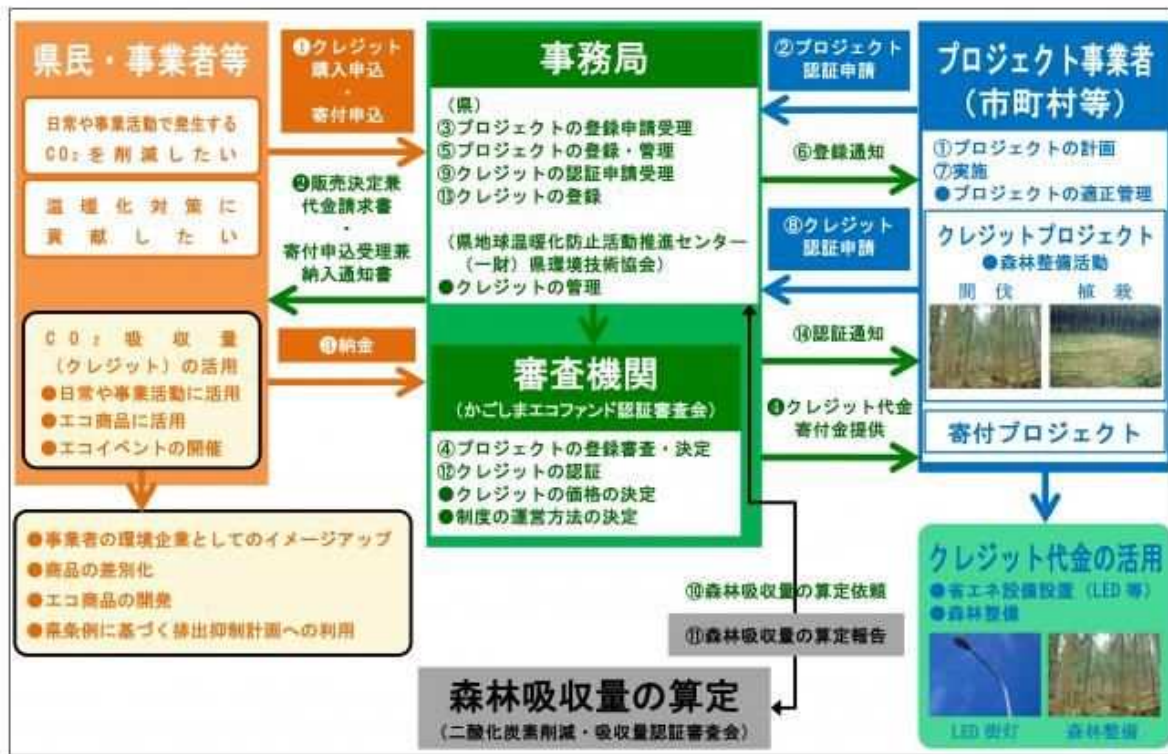 県民・事業者等
日常や事業活動で発生する
CO₂を削減したい
温暖化対策に
貢献したい
CO₂吸収量
(クレジット)の活用
●日常や事業活動に活用
●エコ商品に活用
●エコイベントの開催
●事業者の環境企業としてのイメージアップ
●商品の差別化
●エコ商品の開発
●県条例に基づく排出抑制計画への利用
❶クレジット
購入申込
・
寄付申込
❷販売決定兼
代金請求書
・
寄付申込受理兼
納入通知書
❸納金
事務局
(県)
③プロジェクトの登録申請受理
⑤プロジェクトの登録・管理
⑨クレジットの認証申請受理
⑬クレジットの登録
(県地球温暖化防止活動推進センター
(一財)県環境技術協会)
●クレジットの管理
審査機関
(かごしまエコファンド認証審査会)
④プロジェクトの登録審査・決定
⑫クレジットの認証
●クレジットの価格の決定
●制度の運営方法の決定
⑩森林吸収量の算定依頼
⑪森林吸収量の算定報告
森林吸収量の算定
(二酸化炭素削減・吸収量認証審査会)
②プロジェクト
認証申請
⑥登録通知
⑧クレジット
認証申請
⑭認証通知
❹クレジット代金
寄付金提供
プロジェクト事業者
(市町村等)
①プロジェクトの計画
⑦実施
●プロジェクトの適正管理
クレジットプロジェクト
●森林整備活動
間伐
植栽
寄付プロジェクト
クレジット代金の活用
●省エネ設備設置(LED等)
●森林整備
LED街灯
森林整備